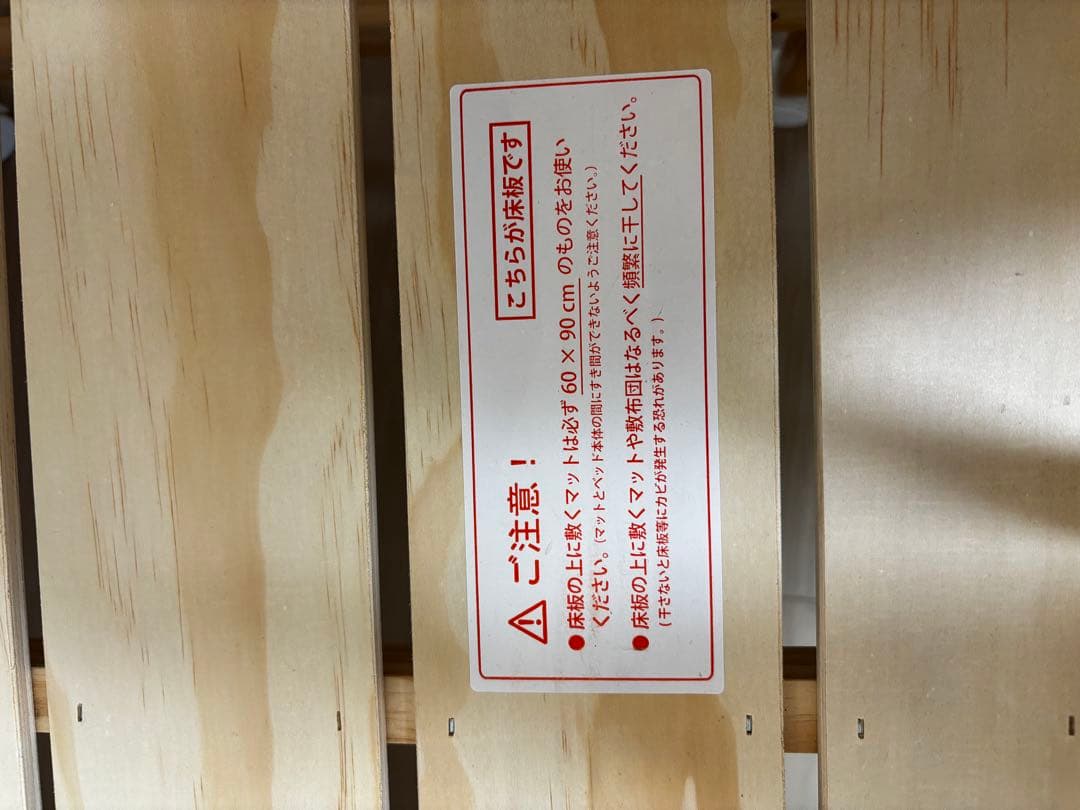 ⚠ ご注意！ こちらが床板です
●床板の上に敷くマットは必ず 60 × 90 cm のものをお使い
ください。(マットとベッド本体の間にすき間ができないようご注意ください。)
●床板の上に敷くマットや敷布団はなるべく頻繁に干してください。
(干さないと床板等にカビが発生する恐れがあります。)